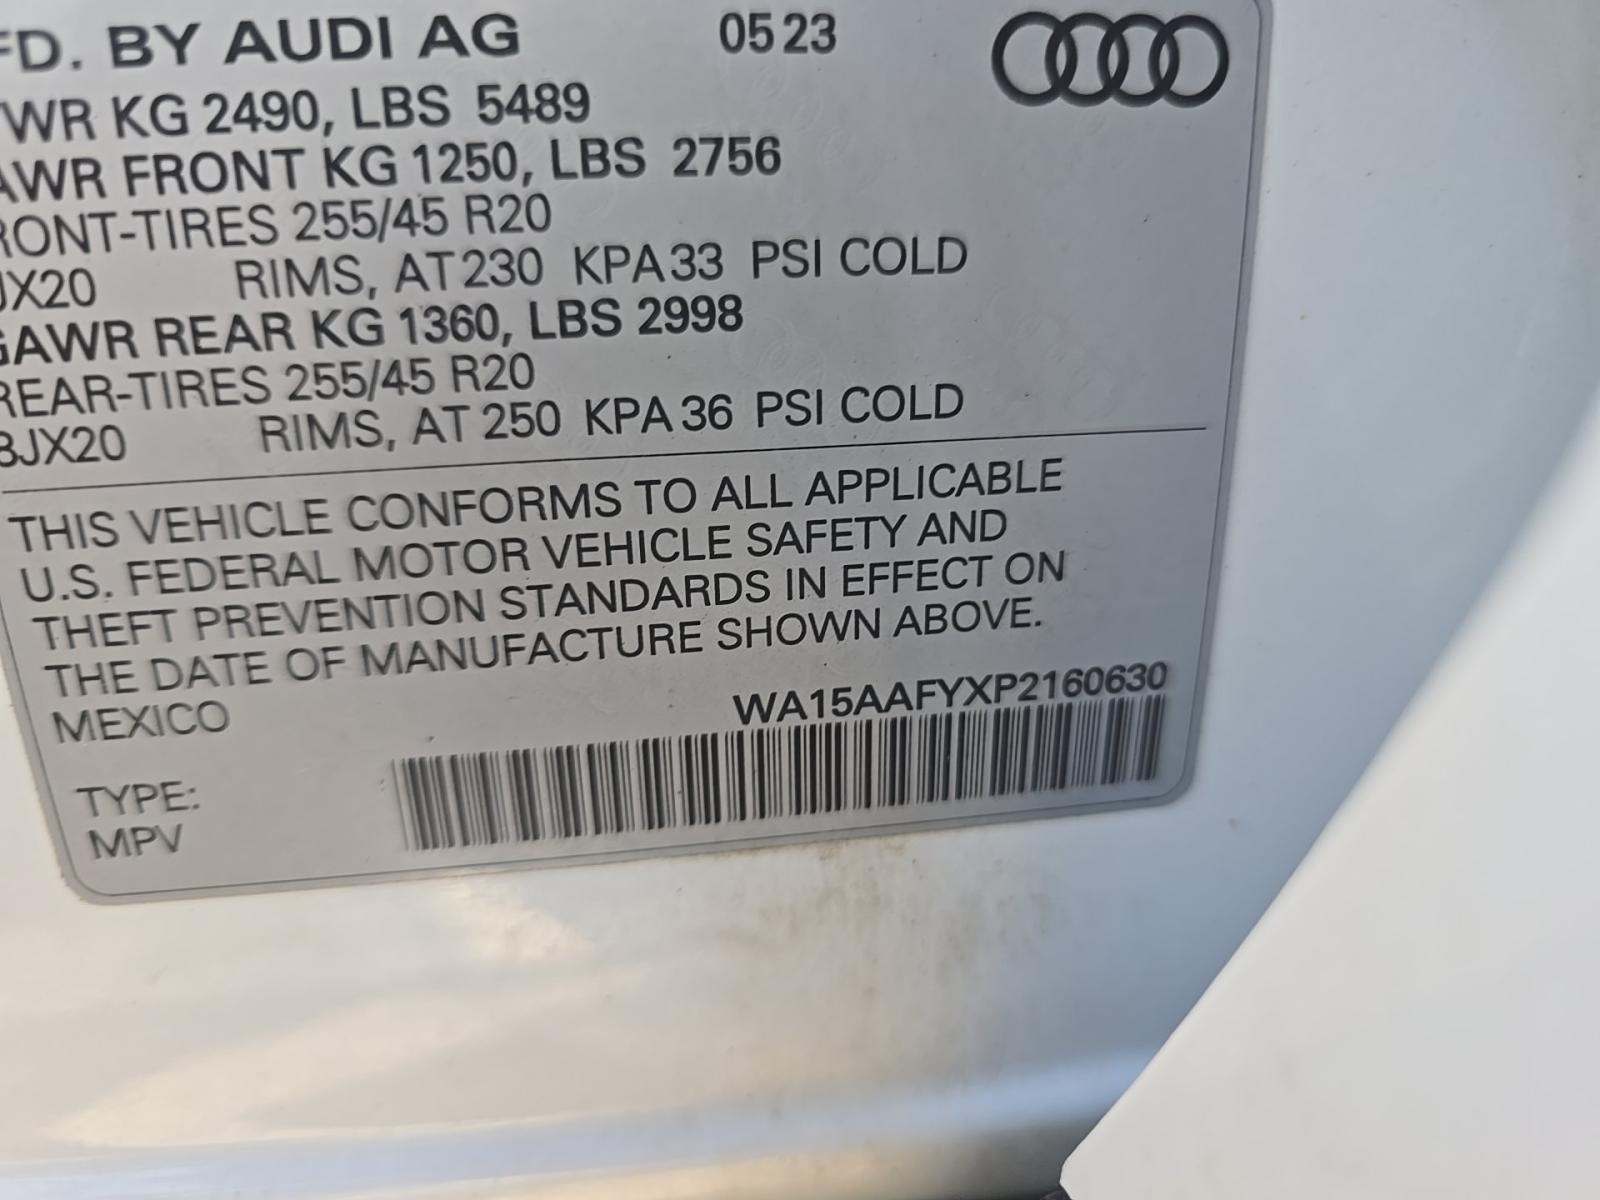 FD. BY AUDI AG 05 23
WR KG 2490, LBS 5489
AWR FRONT KG 1250, LBS 2756
RONT-TIRES 255/45 R20
JX20 RIMS, AT 230 KPA 33 PSI COLD
GAWR REAR KG 1360, LBS 2998
REAR-TIRES 255/45 R20
8JX20 RIMS, AT 250 KPA 36 PSI COLD
THIS VEHICLE CONFORMS TO ALL APPLICABLE
U.S. FEDERAL MOTOR VEHICLE SAFETY AND
THEFT PREVENTION STANDARDS IN EFFECT ON
THE DATE OF MANUFACTURE SHOWN ABOVE.
MEXICO WA15AAFYXP2160630
TYPE:
MPV